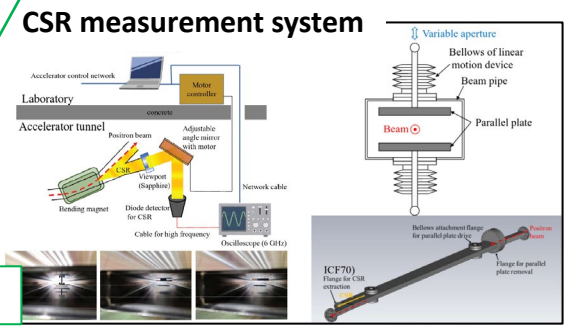 CSR measurement system
Accelerator control network
Motor
controller
Laboratory
concrete
Accelerator tunnel
Positron beam
Adjustable
angle mirror
with motor
CSR
Viewport
(Sapphire)
Network cable
Bending magnet
Diode detector
for CSR
Cable for high frequency
Oscilloscope (6 GHz)
Variable aperture
Bellows of linear
motion device
Beam pipe
Parallel plate
Beam
Bellows attachment flange
for parallel plate drive
Positron
beam
ICF70)
Flange for CSR
extraction
CSR
Flange for parallel
plate removal